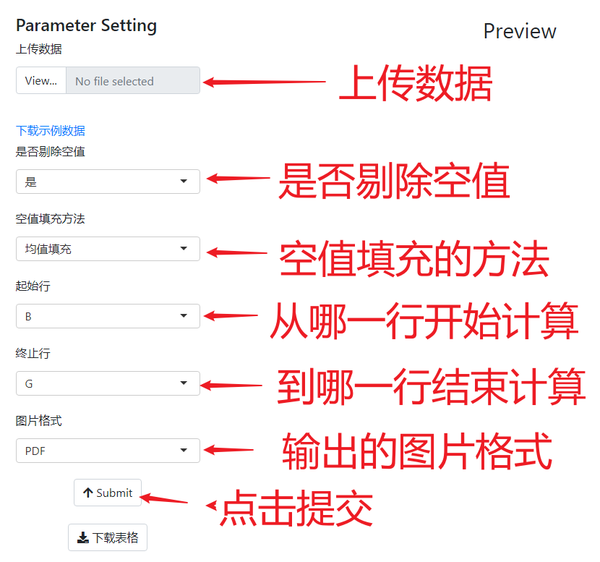 Parameter Setting
Preview
上传数据
View...
No file selected
上传数据
下载示例数据
是否剔除空值
是
是否剔除空值
空值填充方法
均值填充
空值填充的方法
起始行
B
从哪一行开始计算
终止行
G
到哪一行结束计算
图片格式
PDF
输出的图片格式
Submit
点击提交
下载表格